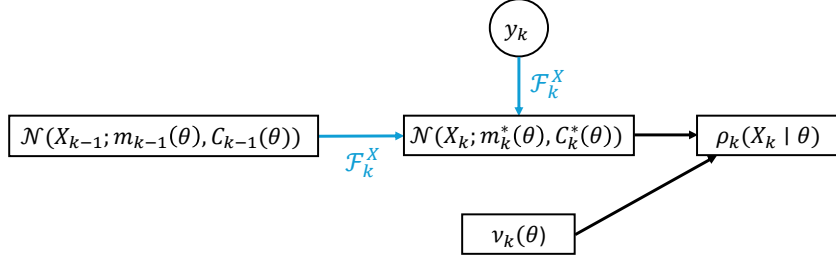 y_k
ℱ_k^X
𝒩(X_{k−1}; m_{k−1}(θ), C_{k−1}(θ))
ℱ_k^X
𝒩(X_k; m_k^*(θ), C_k^*(θ))
ρ_k(X_k | θ)
ν_k(θ)